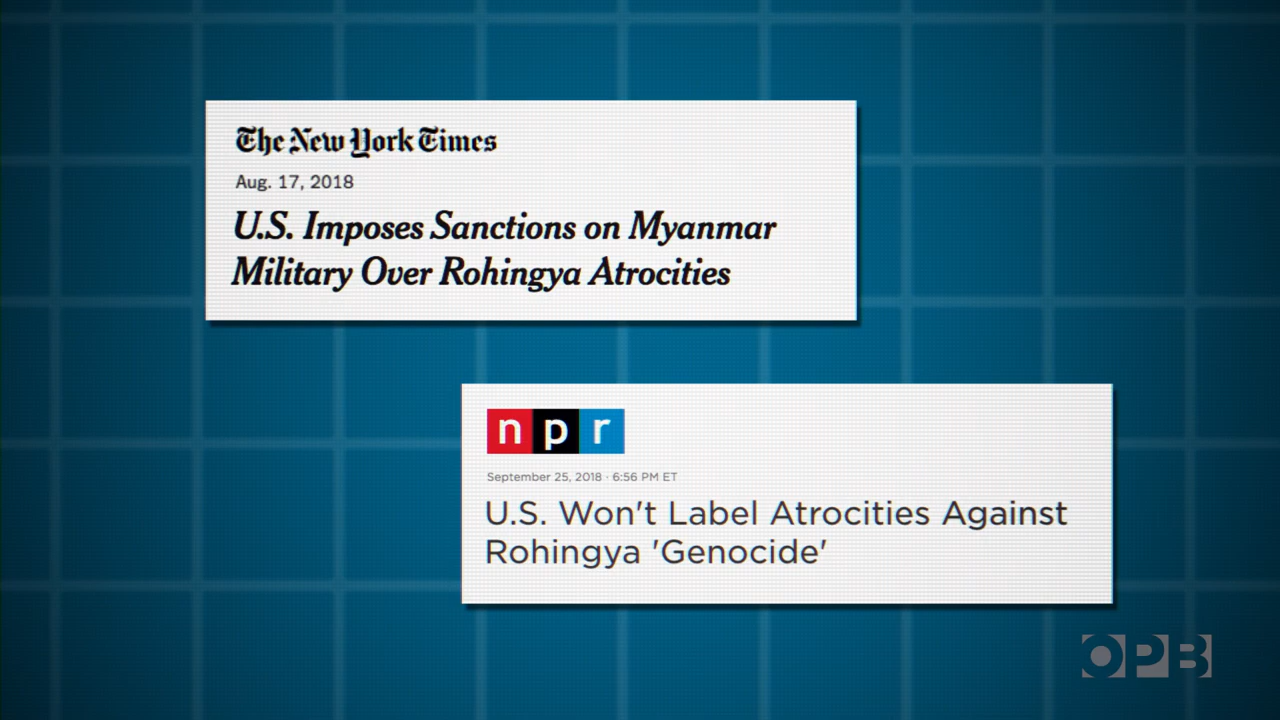 The New York Times
Aug. 17, 2018
U.S. Imposes Sanctions on Myanmar
Military Over Rohingya Atrocities
npr
September 25, 2018 · 6:56 PM ET
U.S. Won't Label Atrocities Against
Rohingya 'Genocide'
OPB